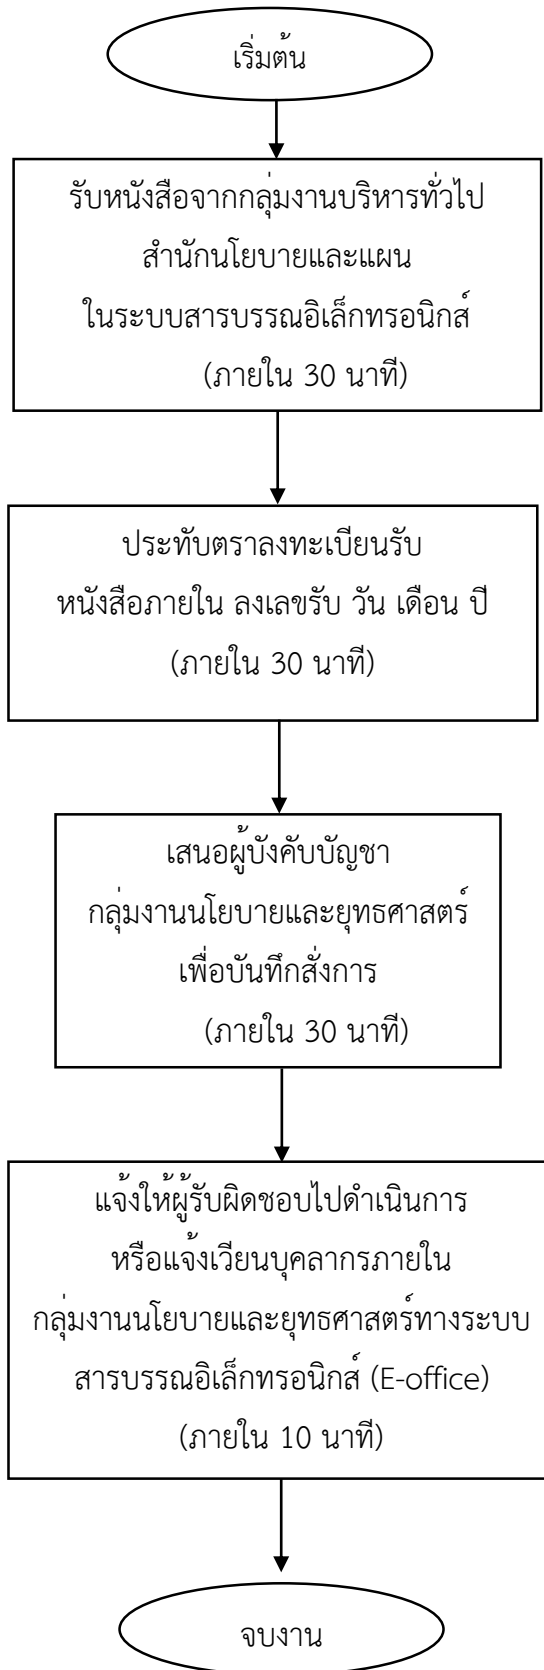 เริ่มต้น
รับหนังสือจากกลุ่มงานบริหารทั่วไป
สำนักนโยบายและแผน
ในระบบสารบรรณอิเล็กทรอนิกส์
(ภายใน 30 นาที)
ประทับตราลงทะเบียนรับ
หนังสือภายใน ลงเลขรับ วัน เดือน ปี
(ภายใน 30 นาที)
เสนอผู้บังคับบัญชา
กลุ่มงานนโยบายและยุทธศาสตร์
เพื่อบันทึกสั่งการ
(ภายใน 30 นาที)
แจ้งให้ผู้รับผิดชอบไปดำเนินการ
หรือแจ้งเวียนบุคลากรภายใน
กลุ่มงานนโยบายและยุทธศาสตร์ทางระบบ
สารบรรณอิเล็กทรอนิกส์ (E-office)
(ภายใน 10 นาที)
จบงาน